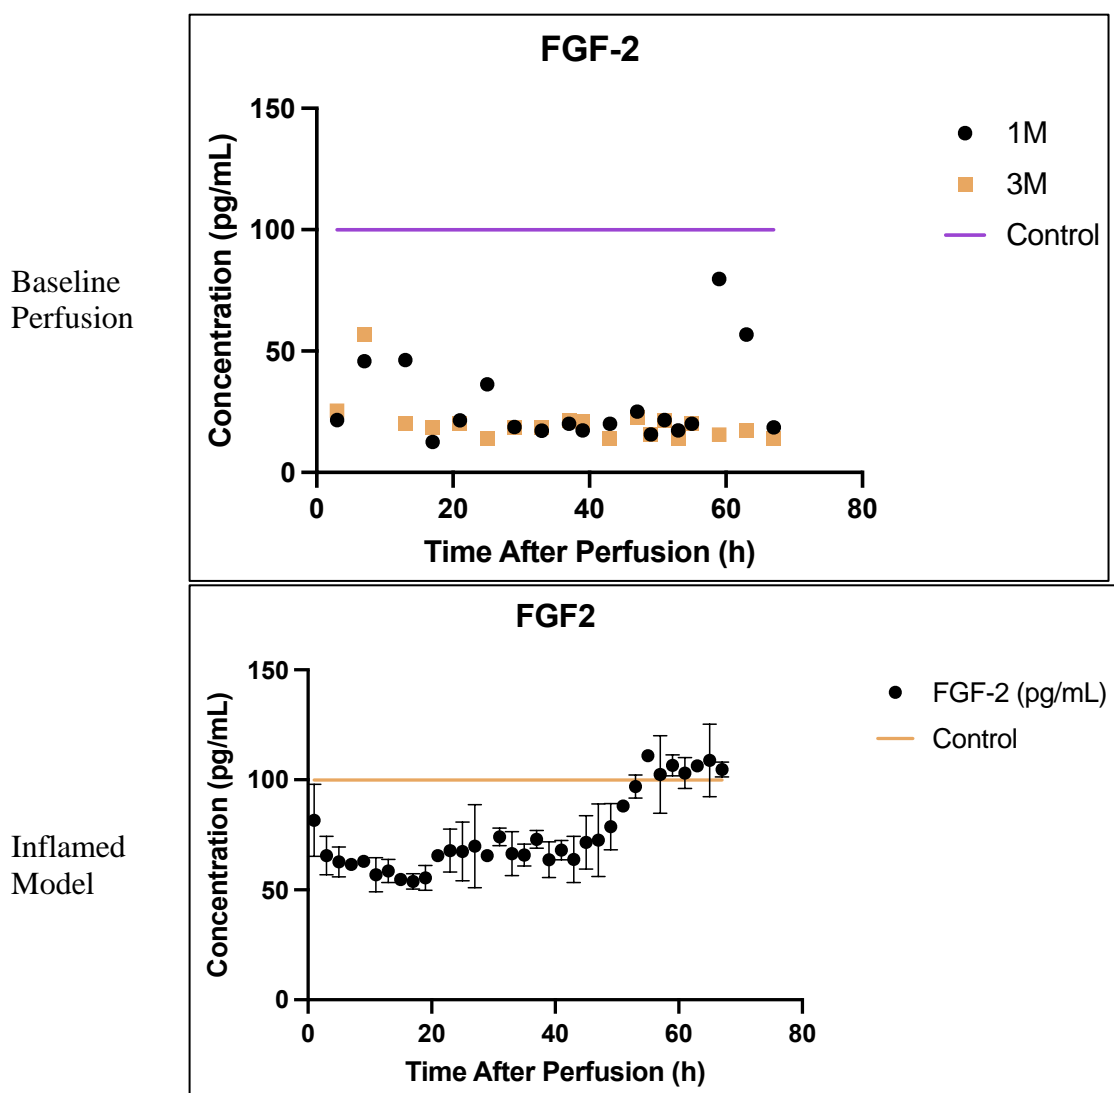 FGF-2
150
100
50
0
Concentration (pg/mL)
0 20 40 60 80
Time After Perfusion (h)
1M
3M
Control
Baseline
Perfusion
FGF2
150
100
50
0
Concentration (pg/mL)
0 20 40 60 80
Time After Perfusion (h)
FGF-2 (pg/mL)
Control
Inflamed
Model